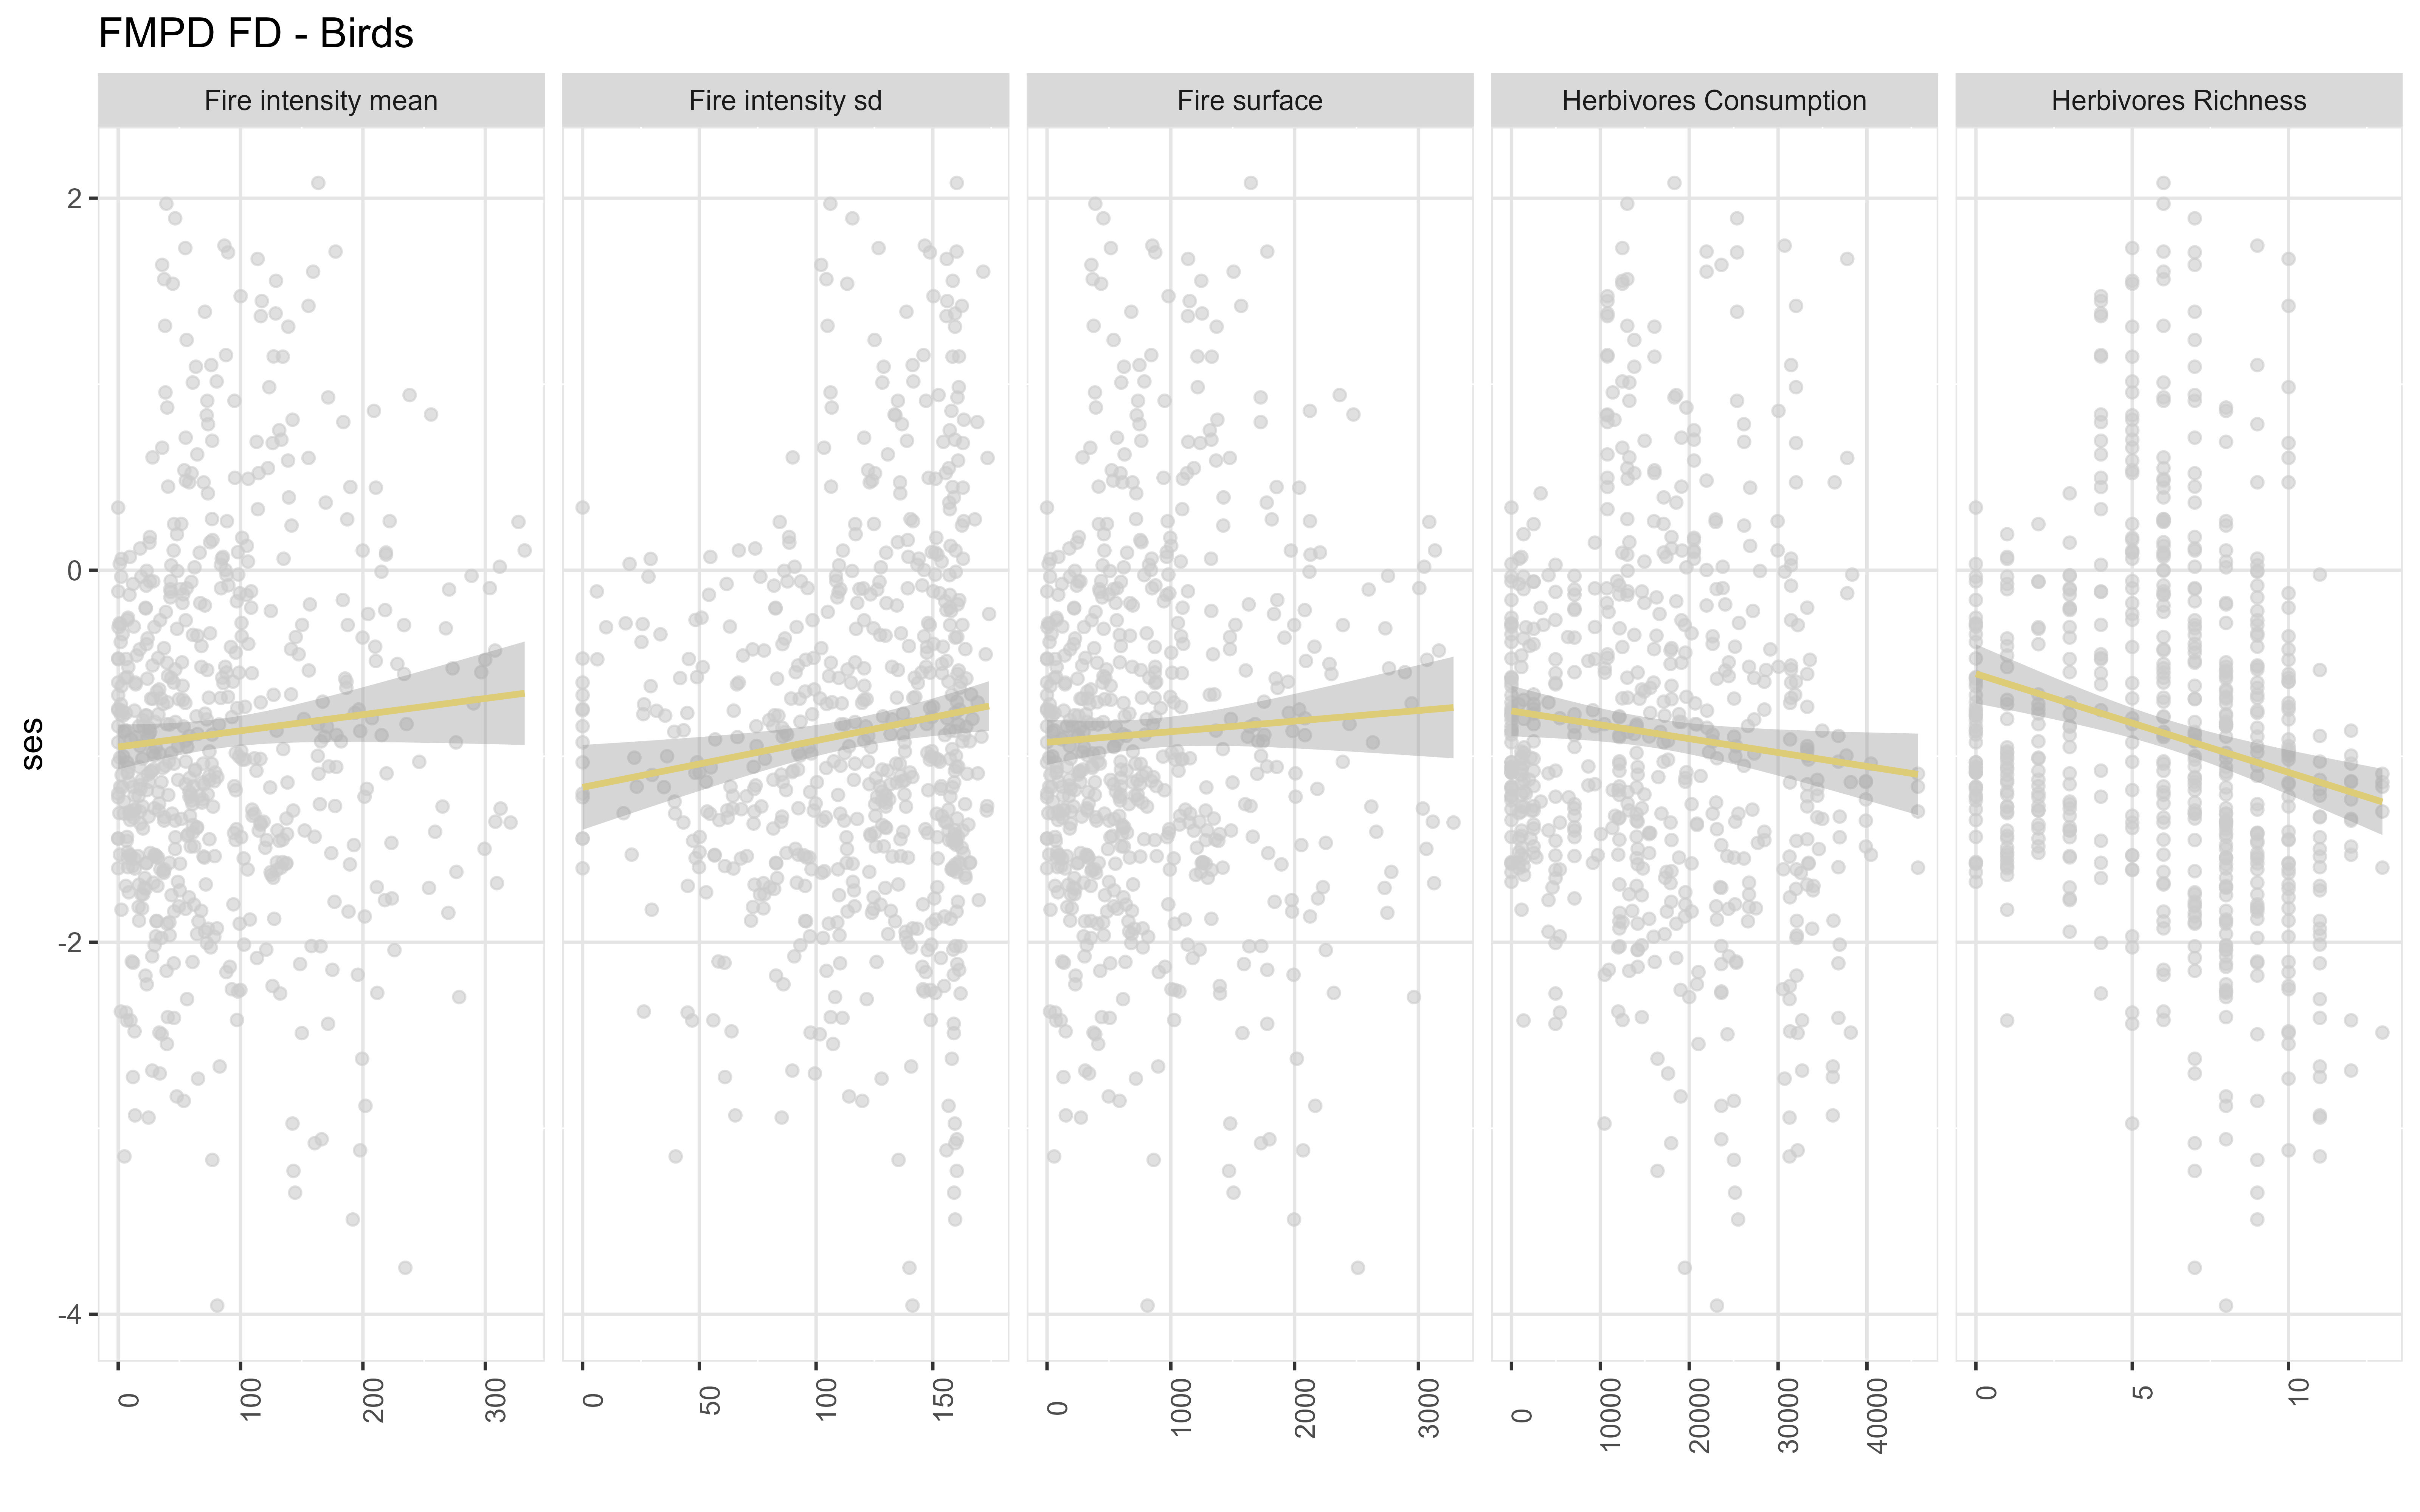 FMPD FD - Birds
Fire intensity mean
Fire intensity sd
Fire surface
Herbivores Consumption
Herbivores Richness
ses
2
0
-2
-4
0 100 200 300
0 50 100 150
0 1000 2000 3000
0 10000 20000 30000 40000
0 5 10